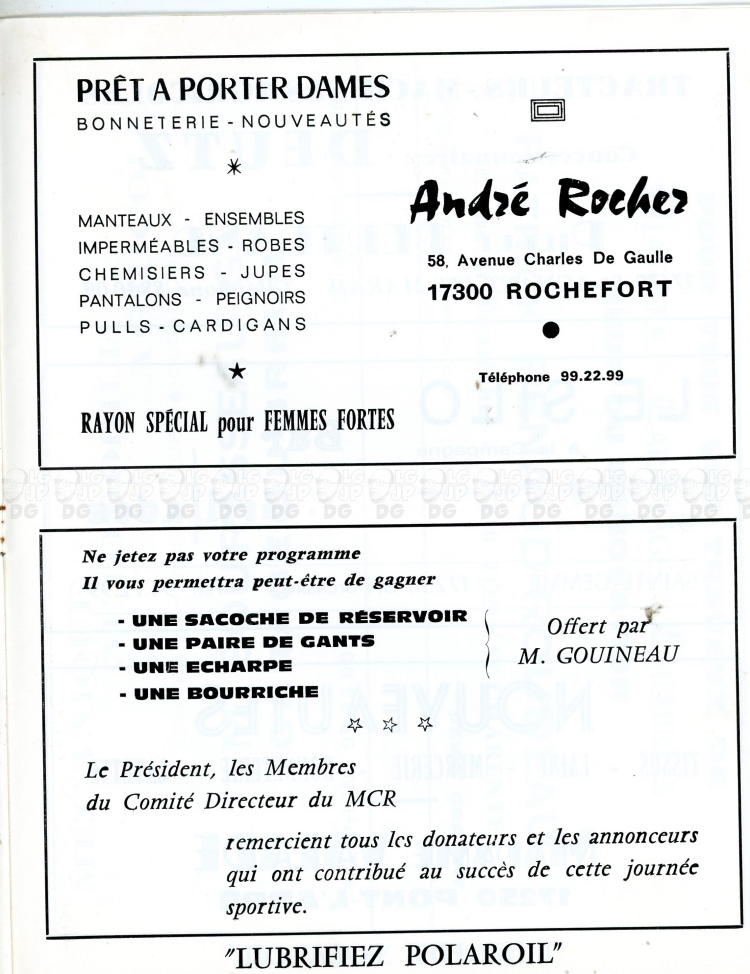 PRÊT A PORTER DAMES
BONNETERIE - NOUVEAUTÉS
MANTEAUX - ENSEMBLES
IMPERMÉABLES - ROBES
CHEMISIERS - JUPES
PANTALONS - PEIGNOIRS
PULLS - CARDIGANS
RAYON SPÉCIAL pour FEMMES FORTES
André Rocher
58, Avenue Charles De Gaulle
17300 ROCHEFORT
Téléphone 99.22.99
Ne jetez pas votre programme
Il vous permettra peut-être de gagner
- UNE SACOCHE DE RÉSERVOIR
- UNE PAIRE DE GANTS
- UNE ECHARPE
- UNE BOURRICHE
Offert par
M. GOUINEAU
Le Président, les Membres
du Comité Directeur du MCR
remercient tous les donateurs et les annonceurs
qui ont contribué au succès de cette journée
sportive.
"LUBRIFIEZ POLAROIL"